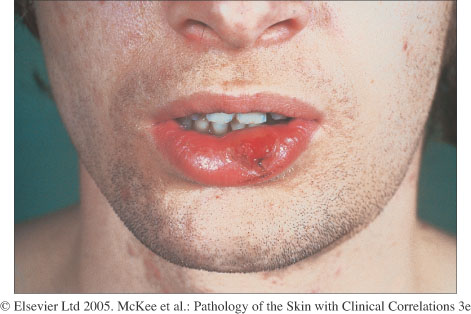 © Elsevier Ltd 2005. McKee et al.: Pathology of the Skin with Clinical Correlations 3e